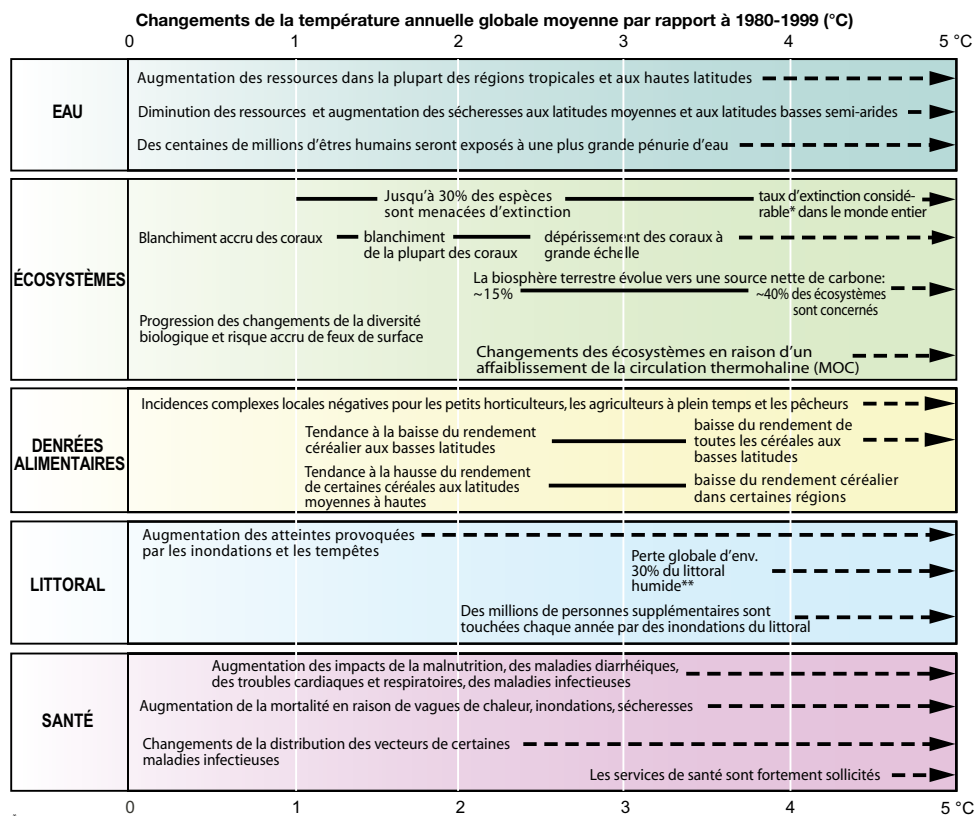 Changements de la température annuelle globale moyenne par rapport à 1980-1999 (°C)
0 1 2 3 4 5 °C
EAU
Augmentation des ressources dans la plupart des régions tropicales et aux hautes latitudes
Diminution des ressources et augmentation des sécheresses aux latitudes moyennes et aux latitudes basses semi-arides
Des centaines de millions d'êtres humains seront exposés à une plus grande pénurie d'eau
ÉCOSYSTÈMES
Jusqu'à 30% des espèces
sont menacées d'extinction
taux d'extinction considé-
rable* dans le monde entier
Blanchiment accru des coraux
blanchiment
de la plupart des coraux
dépérissement des coraux à
grande échelle
La biosphère terrestre évolue vers une source nette de carbone:
~15%
~40% des écosystèmes
sont concernés
Progression des changements de la diversité
biologique et risque accru de feux de surface
Changements des écosystèmes en raison d'un
affaiblissement de la circulation thermohaline (MOC)
DENRÉES
ALIMENTAIRES
Incidences complexes locales négatives pour les petits horticulteurs, les agriculteurs à plein temps et les pêcheurs
Tendance à la baisse du rendement
céréalier aux basses latitudes
baisse du rendement de
toutes les céréales aux
basses latitudes
Tendance à la hausse du rendement
de certaines céréales aux latitudes
moyennes à hautes
baisse du rendement céréalier
dans certaines régions
LITTORAL
Augmentation des atteintes provoquées
par les inondations et les tempêtes
Perte globale d'env.
30% du littoral
humide**
Des millions de personnes supplémentaires sont
touchées chaque année par des inondations du littoral
SANTÉ
Augmentation des impacts de la malnutrition, des maladies diarrhéiques,
des troubles cardiaques et respiratoires, des maladies infectieuses
Augmentation de la mortalité en raison de vagues de chaleur, inondations, sécheresses
Changements de la distribution des vecteurs de certaines
maladies infectieuses
Les services de santé sont fortement sollicités
0 1 2 3 4 5 °C